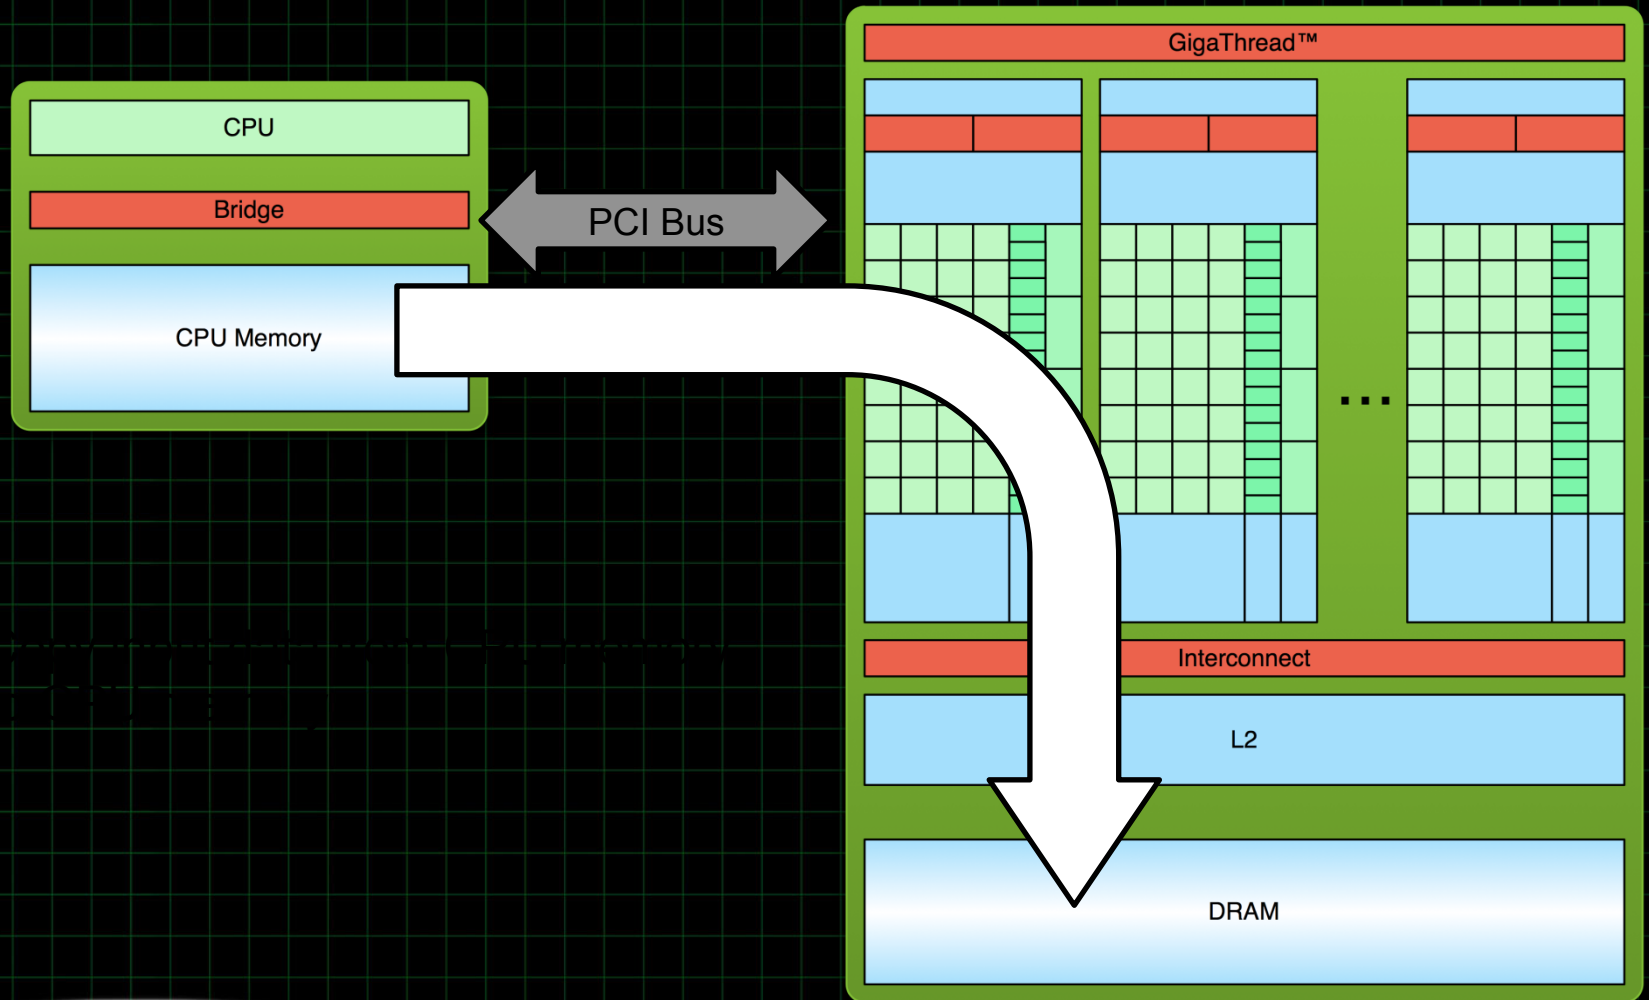 GigaThread™
CPU
Bridge
PCI Bus
CPU Memory
...
Interconnect
L2
DRAM